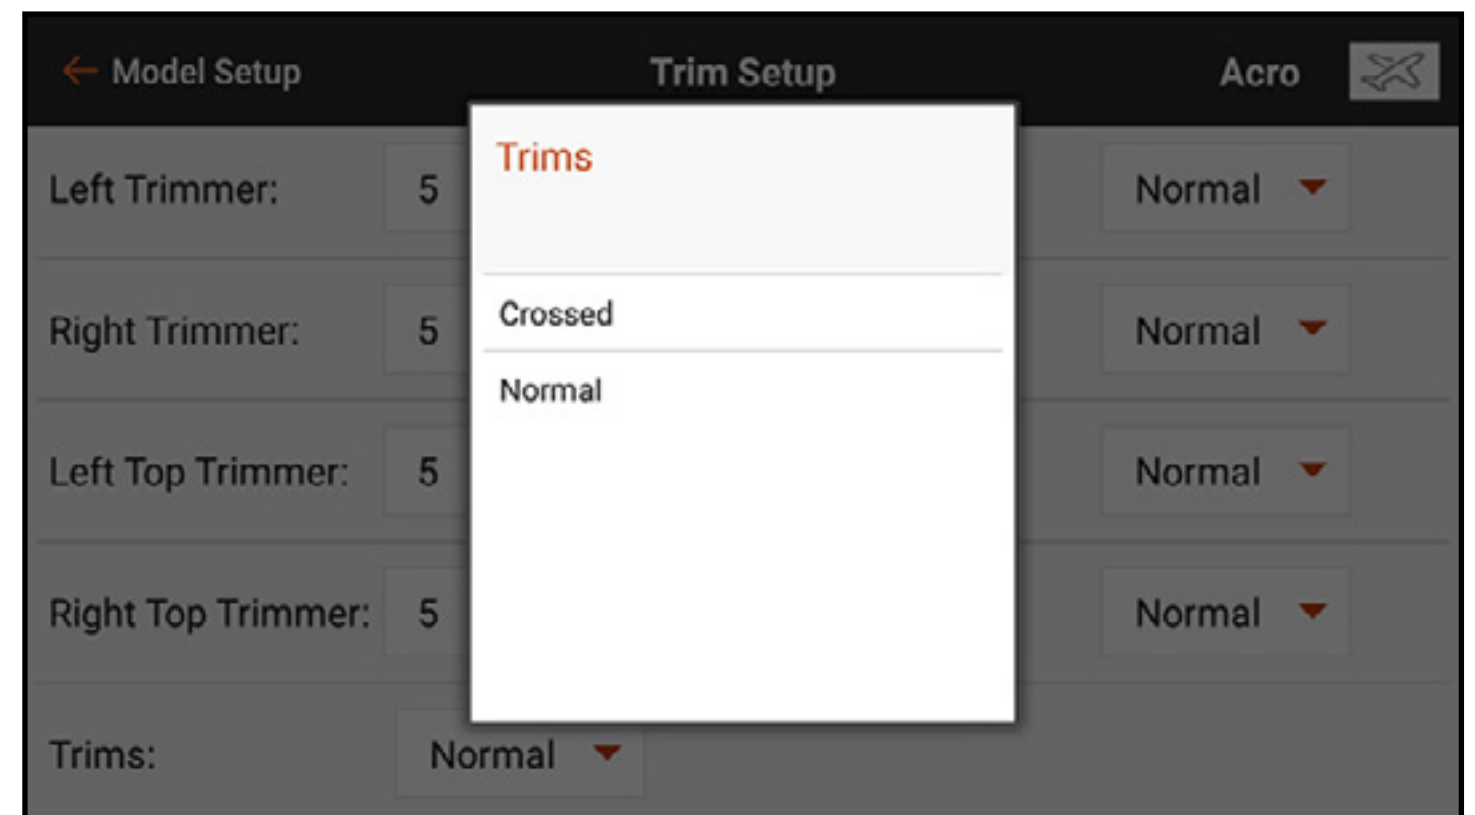 ← Model Setup Trim Setup Acro
Trims
Crossed
Normal
Left Trimmer: 5 Normal
Right Trimmer: 5 Normal
Left Top Trimmer: 5 Normal
Right Top Trimmer: 5 Normal
Trims: Normal